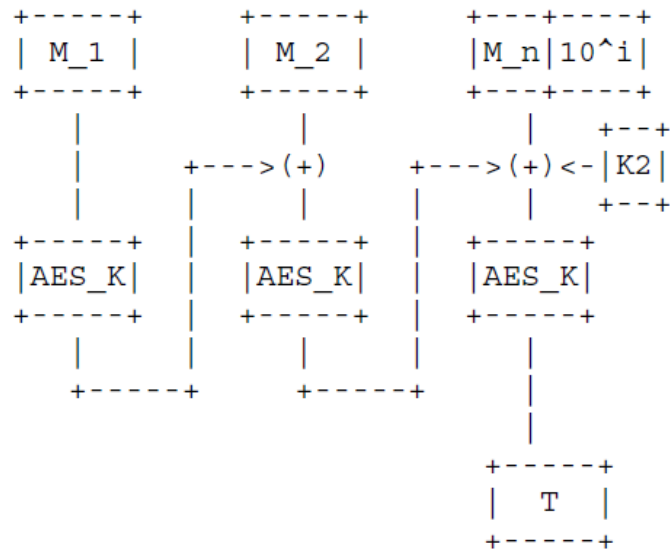 +-----+     +-----+     +---+----+
| M_1 |     | M_2 |     |M_n|10^i|
+-----+     +-----+     +---+----+
   |           |           |   +--+
   |     +--->(+)    +--->(+)<-|K2|
   |     |     |     |     |   +--+
+-----+  |  +-----+  |  +-----+
|AES_K|  |  |AES_K|  |  |AES_K|
+-----+  |  +-----+  |  +-----+
   |     |     |     |     |
   +-----+     +-----+     |
                           |
                        +-----+
                        |  T  |
                        +-----+